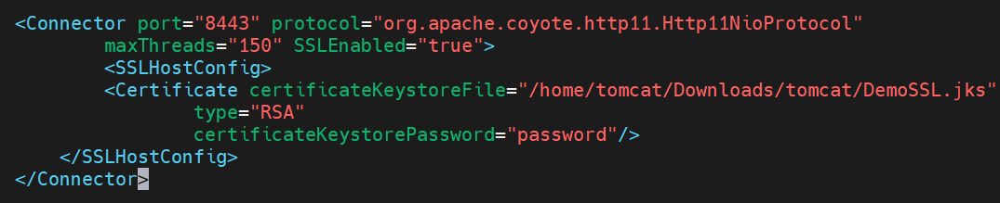 <Connector port="8443" protocol="org.apache.coyote.http11.Http11NioProtocol"
        maxThreads="150" SSLEnabled="true">
        <SSLHostConfig>
        <Certificate certificateKeystoreFile="/home/tomcat/Downloads/tomcat/DemoSSL.jks"
                type="RSA"
                certificateKeystorePassword="password"/>
    </SSLHostConfig>
</Connector>